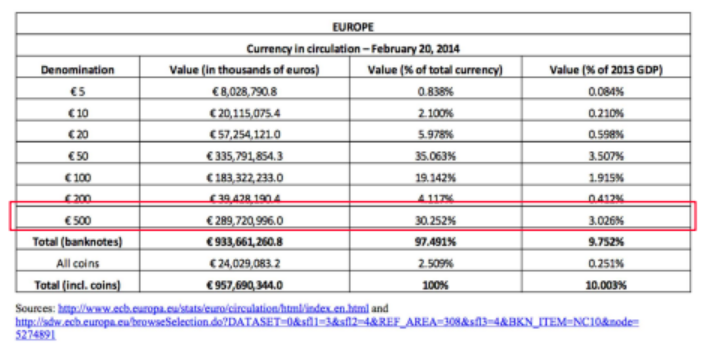 EUROPE
Currency in circulation – February 20, 2014
Denomination Value (in thousands of euros) Value (% of total currency) Value (% of 2013 GDP)
€ 5 € 8,028,790.8 0.838% 0.084%
€ 10 € 20,115,075.4 2.100% 0.210%
€ 20 € 57,254,121.0 5.978% 0.598%
€ 50 € 335,791,854.3 35.063% 3.507%
€ 100 € 183,322,233.0 19.142% 1.915%
€ 200 € 39,428,190.4 4.117% 0.412%
€ 500 € 289,720,996.0 30.252% 3.026%
Total (banknotes) € 933,661,260.8 97.491% 9.752%
All coins € 24,029,083.2 2.509% 0.251%
Total (incl. coins) € 957,690,344.0 100% 10.003%
Sources: http://www.ecb.europa.eu/stats/euro/circulation/html/index.en.html and
http://sdw.ecb.europa.eu/browseSelection.do?DATASET=0&sfl1=3&sfl2=4&REF_AREA=308&sfl3=4&BKN_ITEM=NC10&node=
5274891